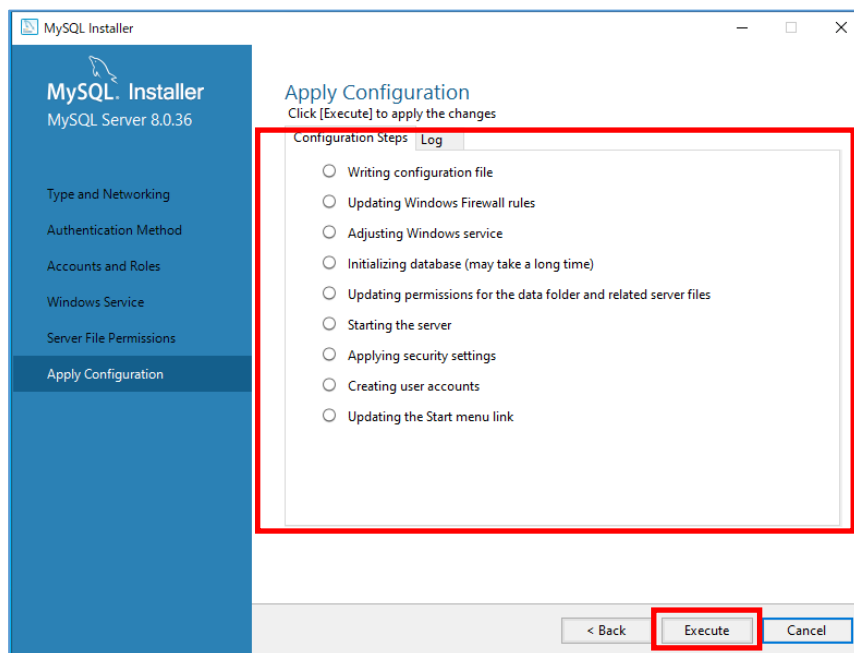 MySQL Installer
MySQL. Installer
MySQL Server 8.0.36
Type and Networking
Authentication Method
Accounts and Roles
Windows Service
Server File Permissions
Apply Configuration
Apply Configuration
Click [Execute] to apply the changes
Configuration Steps Log
Writing configuration file
Updating Windows Firewall rules
Adjusting Windows service
Initializing database (may take a long time)
Updating permissions for the data folder and related server files
Starting the server
Applying security settings
Creating user accounts
Updating the Start menu link
< Back Execute Cancel